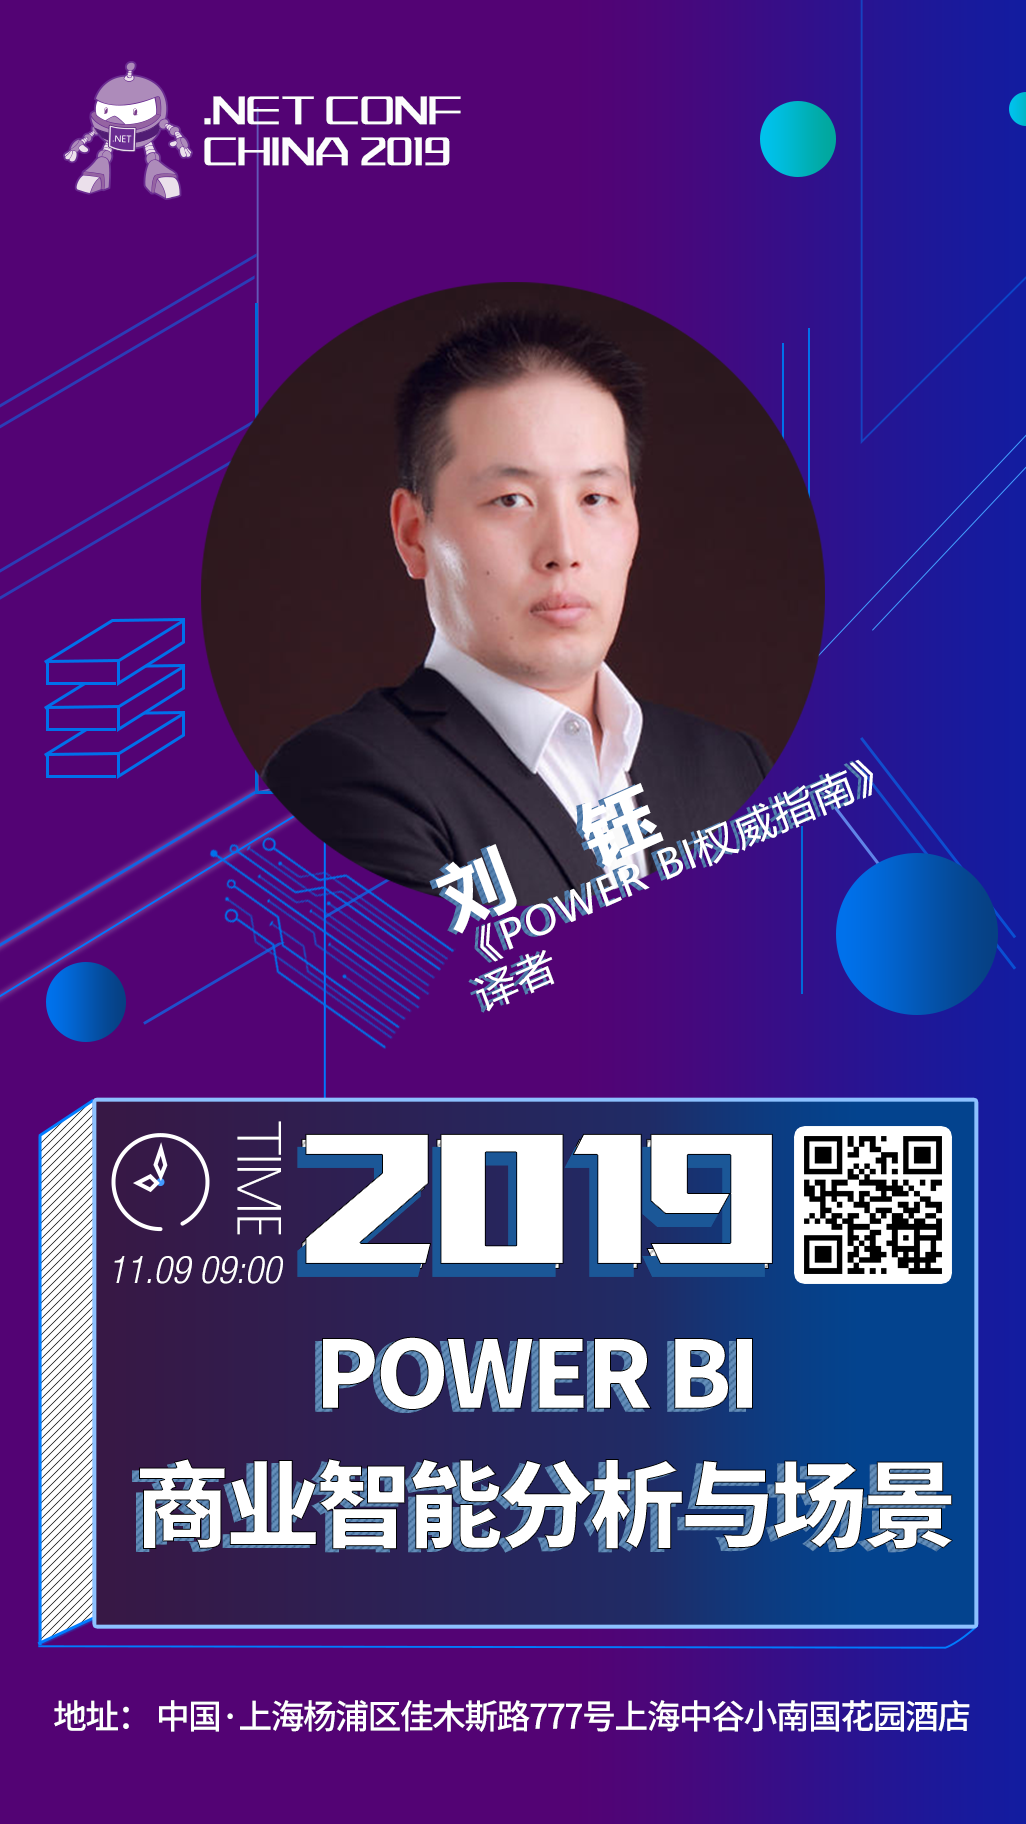 .NET
.NET CONF
CHINA 2019
刘 钰
《POWER BI权威指南》
译者
TIME
2019
11.09 09:00
POWER BI
商业智能分析与场景
地址： 中国·上海杨浦区佳木斯路777号上海中谷小南国花园酒店